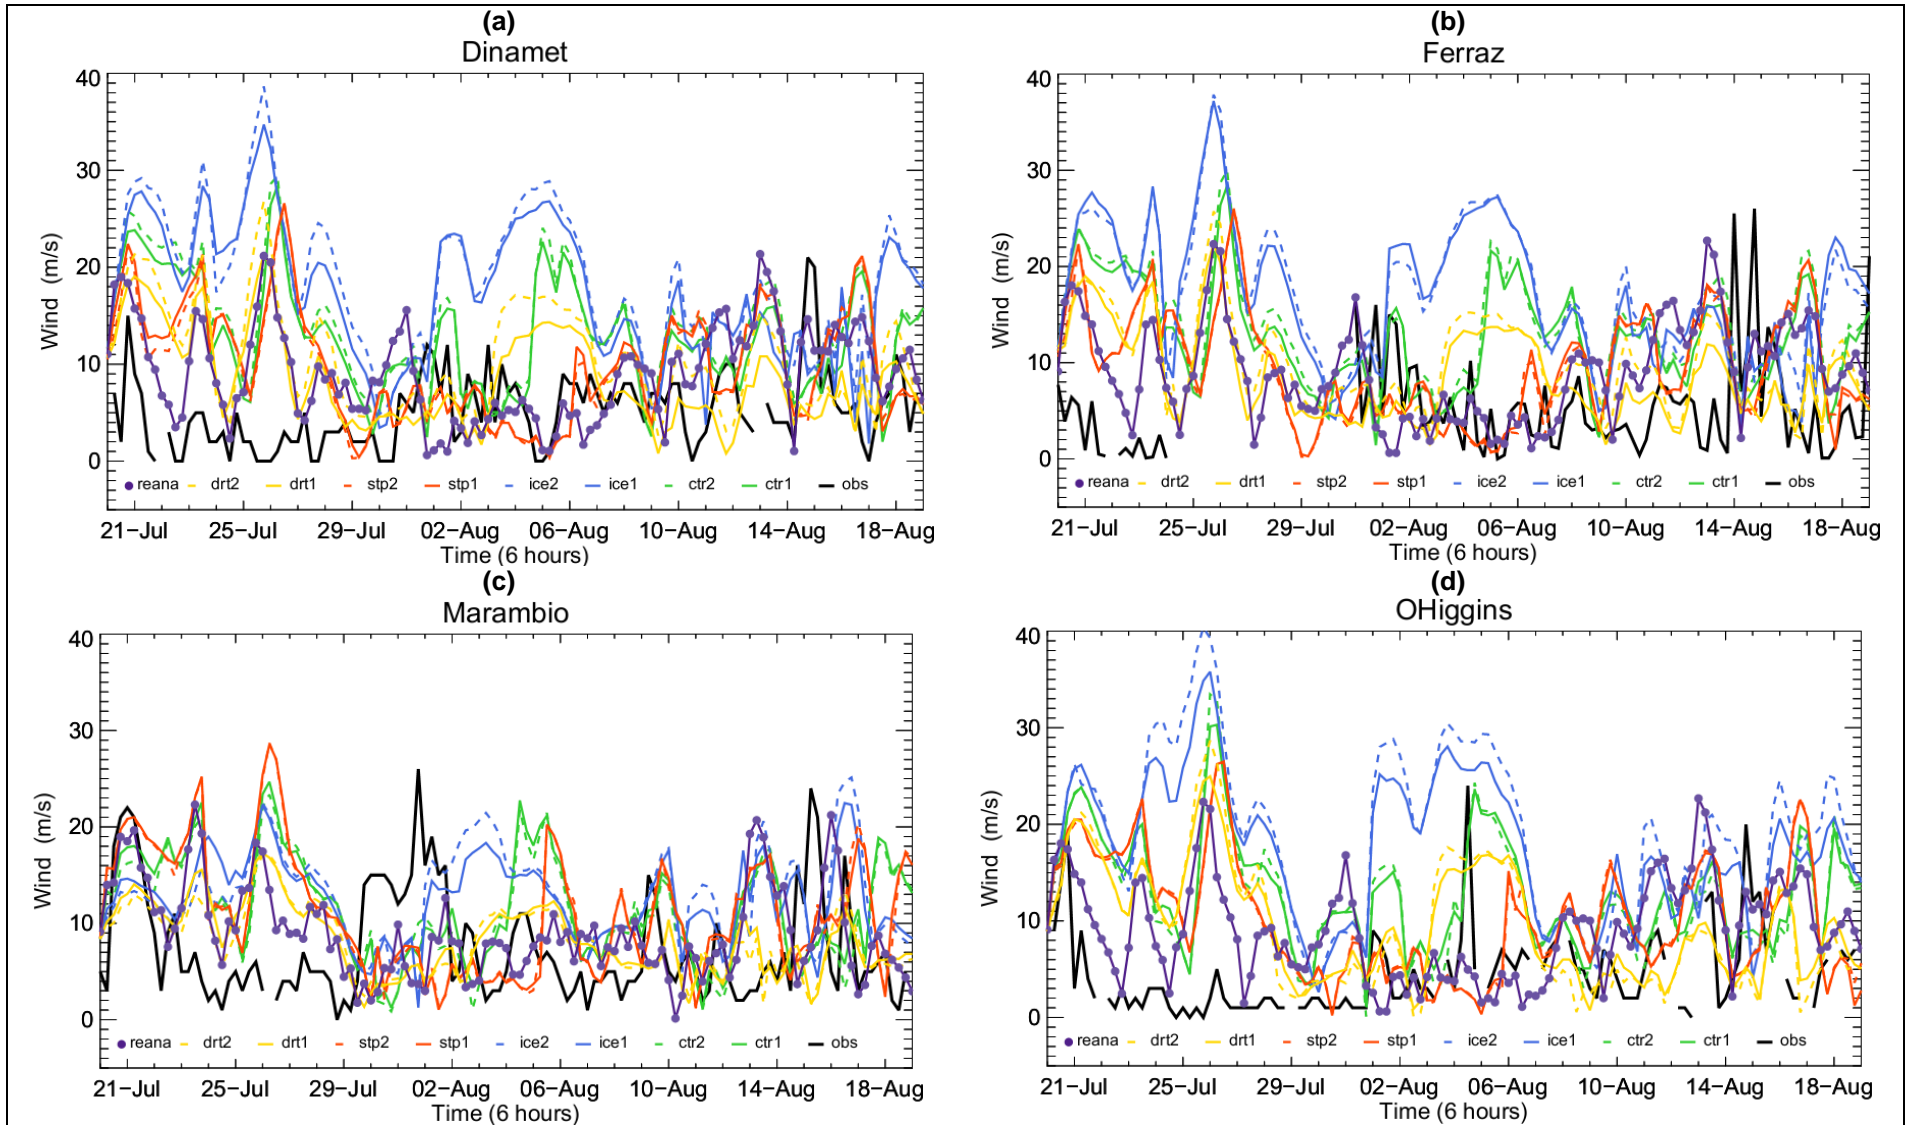 (a)
Dinamet
40
30
20
10
0
Wind (m/s)
reana drt2 drt1 stp2 stp1 ice2 ice1 ctr2 ctr1 obs
21–Jul 25–Jul 29–Jul 02–Aug 06–Aug 10–Aug 14–Aug 18–Aug
Time (6 hours)
(b)
Ferraz
40
30
20
10
0
Wind (m/s)
reana drt2 drt1 stp2 stp1 ice2 ice1 ctr2 ctr1 obs
21–Jul 25–Jul 29–Jul 02–Aug 06–Aug 10–Aug 14–Aug 18–Aug
Time (6 hours)
(c)
Marambio
40
30
20
10
0
Wind (m/s)
reana drt2 drt1 stp2 stp1 ice2 ice1 ctr2 ctr1 obs
21–Jul 25–Jul 29–Jul 02–Aug 06–Aug 10–Aug 14–Aug 18–Aug
Time (6 hours)
(d)
OHiggins
40
30
20
10
0
Wind (m/s)
reana drt2 drt1 stp2 stp1 ice2 ice1 ctr2 ctr1 obs
21–Jul 25–Jul 29–Jul 02–Aug 06–Aug 10–Aug 14–Aug 18–Aug
Time (6 hours)